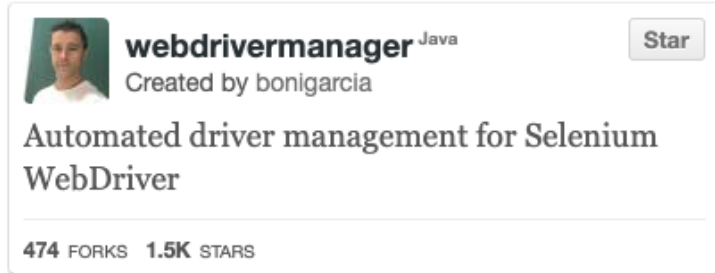 webdrivermanager Java
Star
Created by bonigarcia
Automated driver management for Selenium
WebDriver
474 FORKS 1.5K STARS